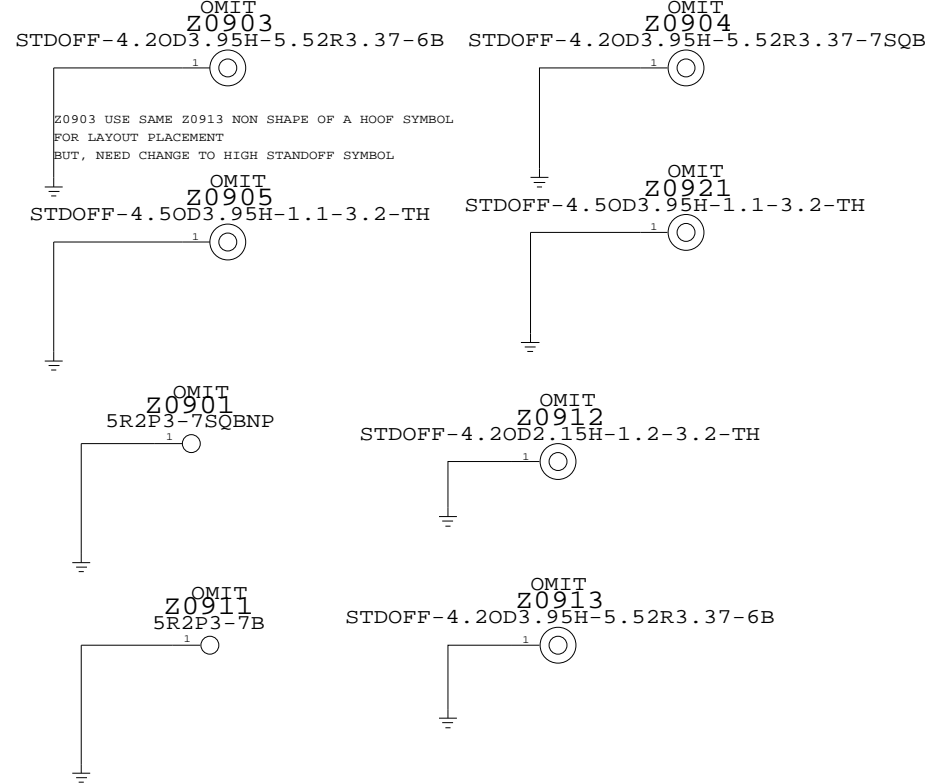 OMIT
Z0903
STDOFF-4.2OD3.95H-5.52R3.37-6B
1
Z0903 USE SAME Z0913 NON SHAPE OF A HOOF SYMBOL
FOR LAYOUT PLACEMENT
BUT, NEED CHANGE TO HIGH STANDOFF SYMBOL
OMIT
Z0904
STDOFF-4.2OD3.95H-5.52R3.37-7SQB
1
OMIT
Z0905
STDOFF-4.5OD3.95H-1.1-3.2-TH
1
OMIT
Z0921
STDOFF-4.5OD3.95H-1.1-3.2-TH
1
OMIT
Z0901
5R2P3-7SQBNP
1
OMIT
Z0912
STDOFF-4.2OD2.15H-1.2-3.2-TH
1
OMIT
Z0911
5R2P3-7B
1
OMIT
Z0913
STDOFF-4.2OD3.95H-5.52R3.37-6B
1